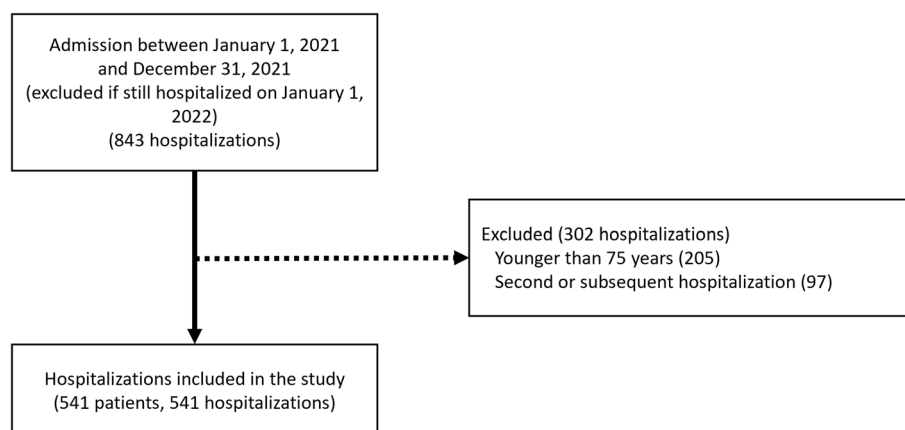 Admission between January 1, 2021
and December 31, 2021
(excluded if still hospitalized on January 1,
2022)
(843 hospitalizations)
Excluded (302 hospitalizations)
Younger than 75 years (205)
Second or subsequent hospitalization (97)
Hospitalizations included in the study
(541 patients, 541 hospitalizations)